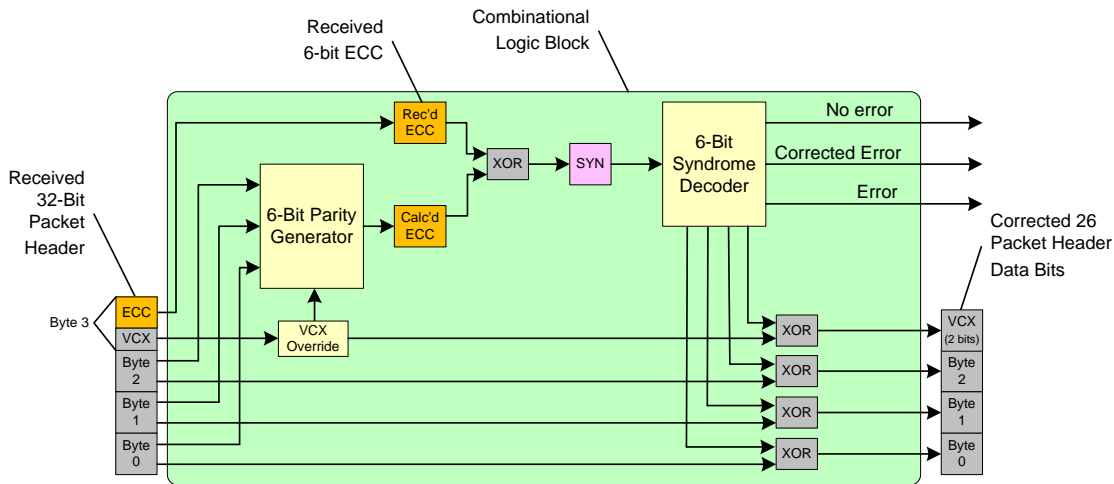 Received
6-bit ECC
Combinational
Logic Block
Rec'd
ECC
XOR
SYN
6-Bit
Syndrome
Decoder
No error
Corrected Error
Error
Received
32-Bit
Packet
Header
6-Bit Parity
Generator
Calc'd
ECC
Corrected 26
Packet Header
Data Bits
Byte 3
ECC
VCX
VCX
Override
XOR
VCX
(2 bits)
Byte
2
XOR
Byte
2
Byte
1
XOR
Byte
1
Byte
0
XOR
Byte
0